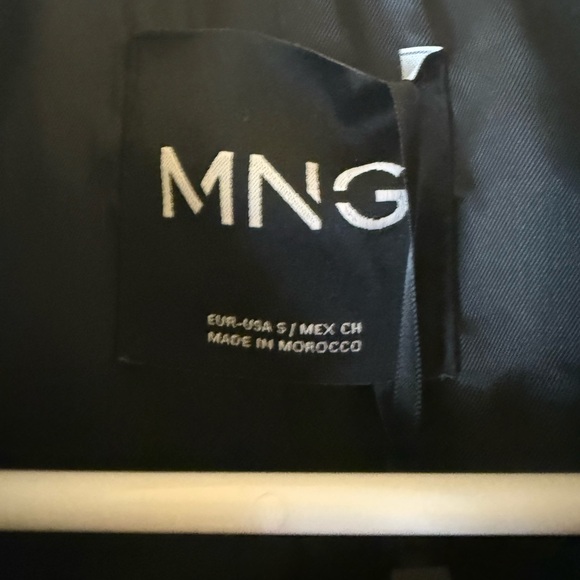 MNG
EUR-USA S / MEX CH
MADE IN MOROCCO